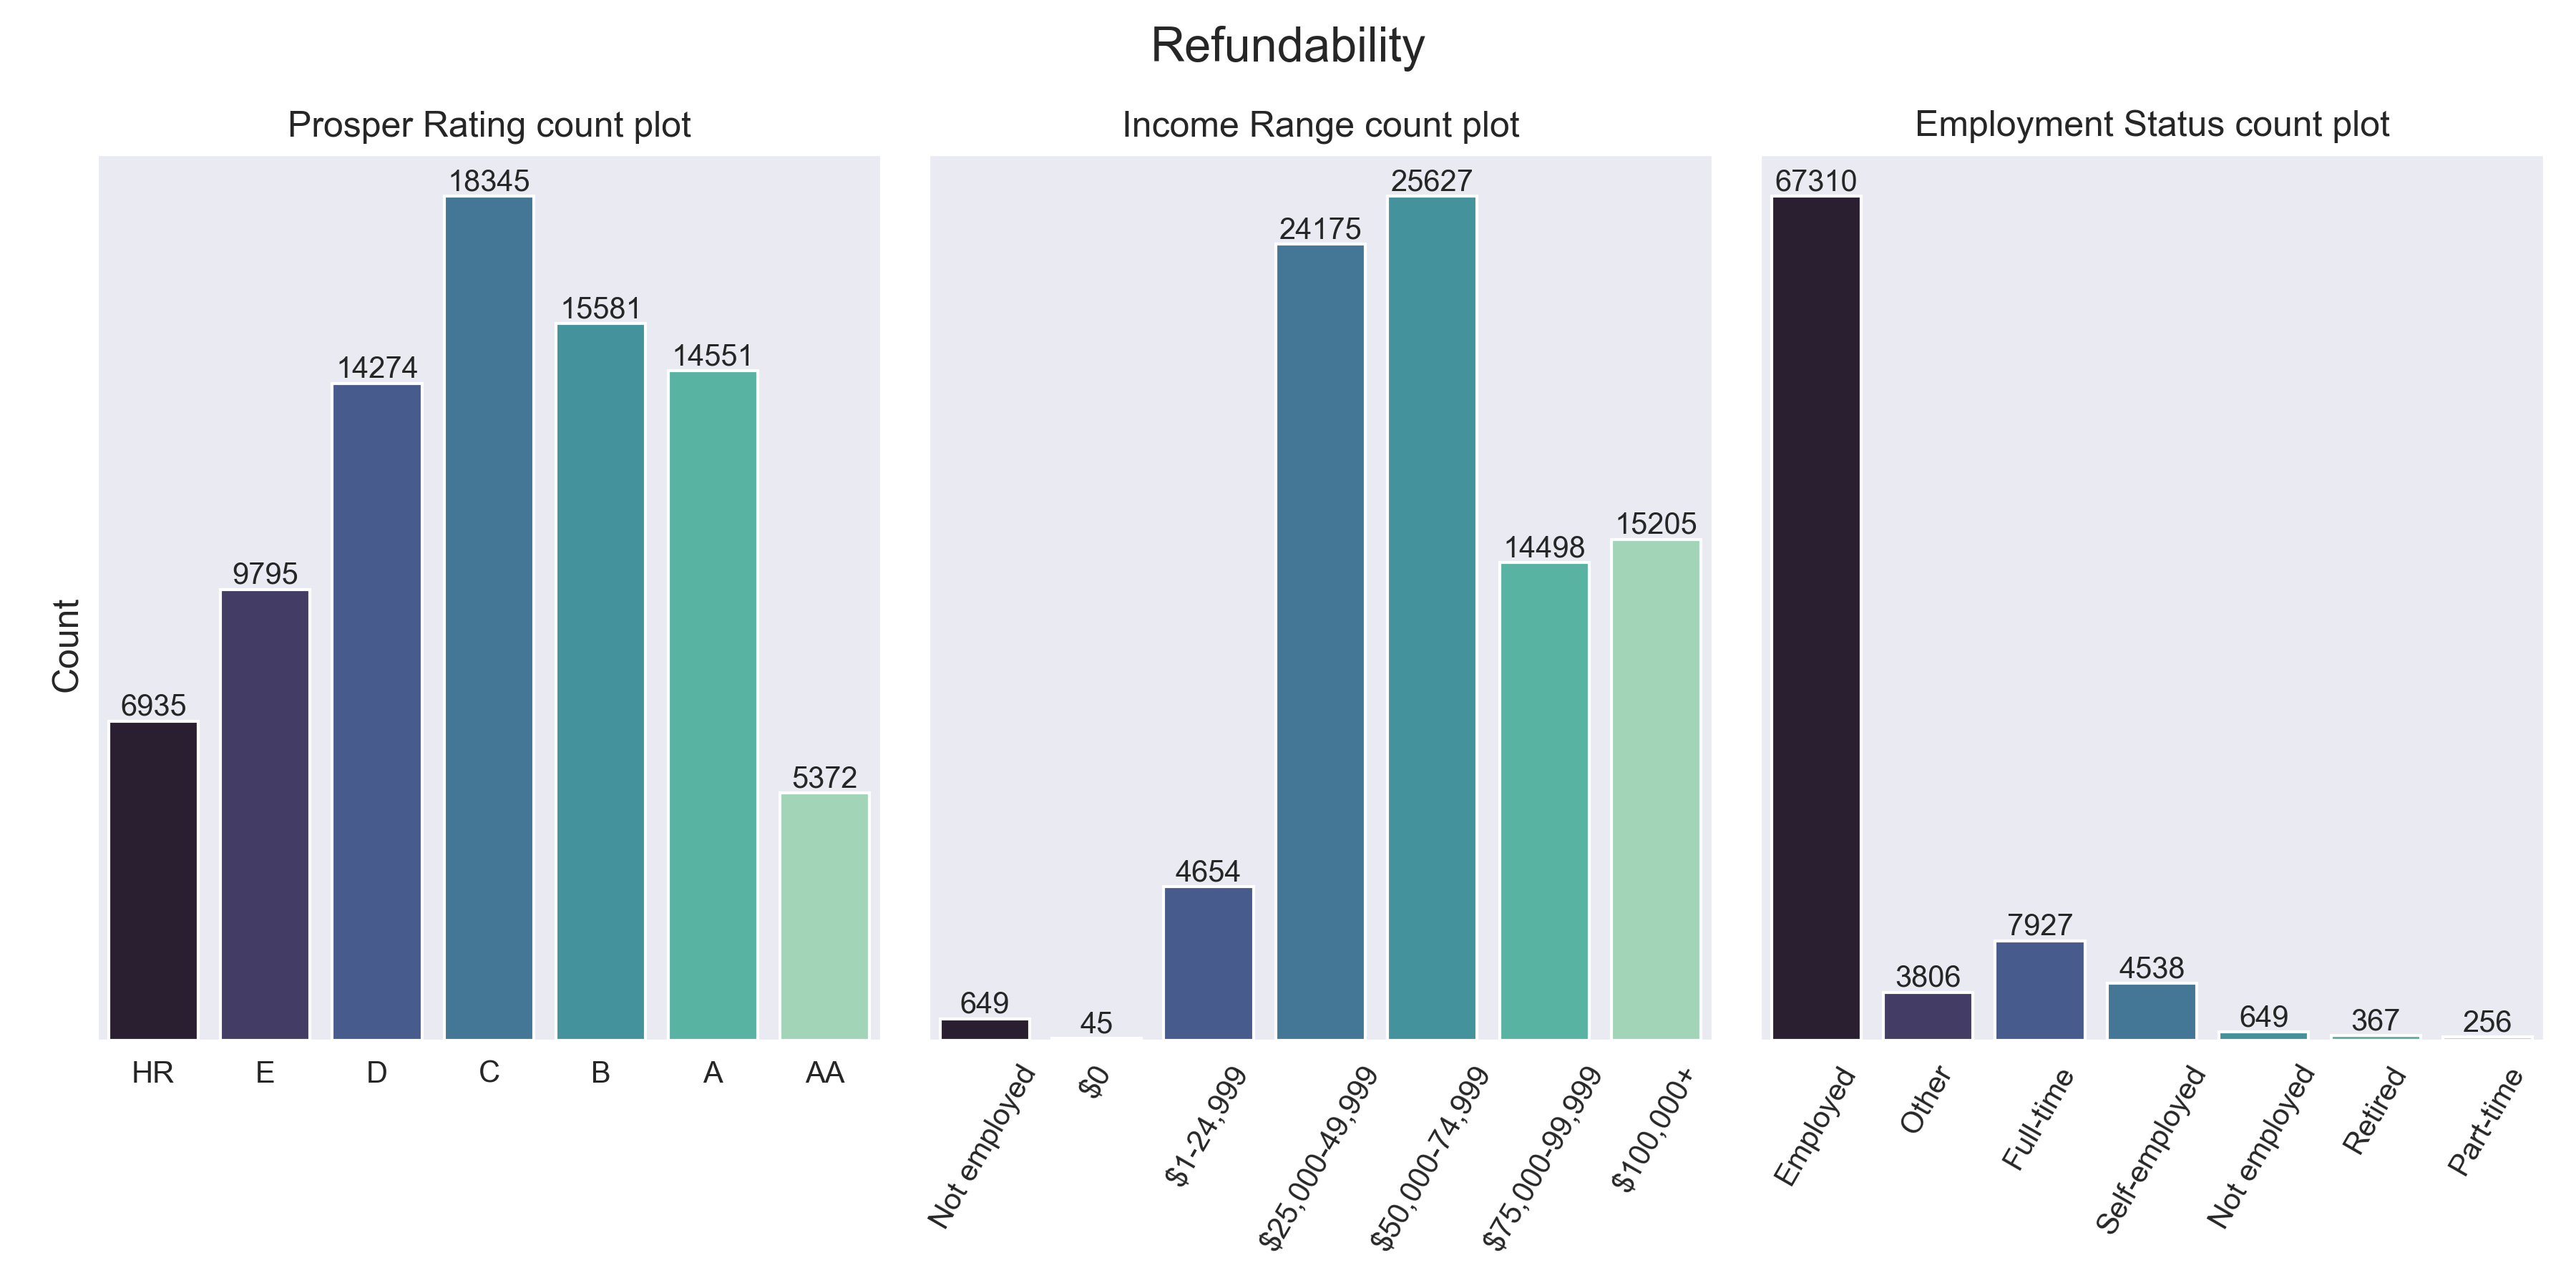 Refundability
Prosper Rating count plot
Count
6935
9795
14274
18345
15581
14551
5372
HR
E
D
C
B
A
AA
Income Range count plot
649
45
4654
24175
25627
14498
15205
Not employed
$0
$1-24,999
$25,000-49,999
$50,000-74,999
$75,000-99,999
$100,000+
Employment Status count plot
67310
3806
7927
4538
649
367
256
Employed
Other
Full-time
Self-employed
Not employed
Retired
Part-time